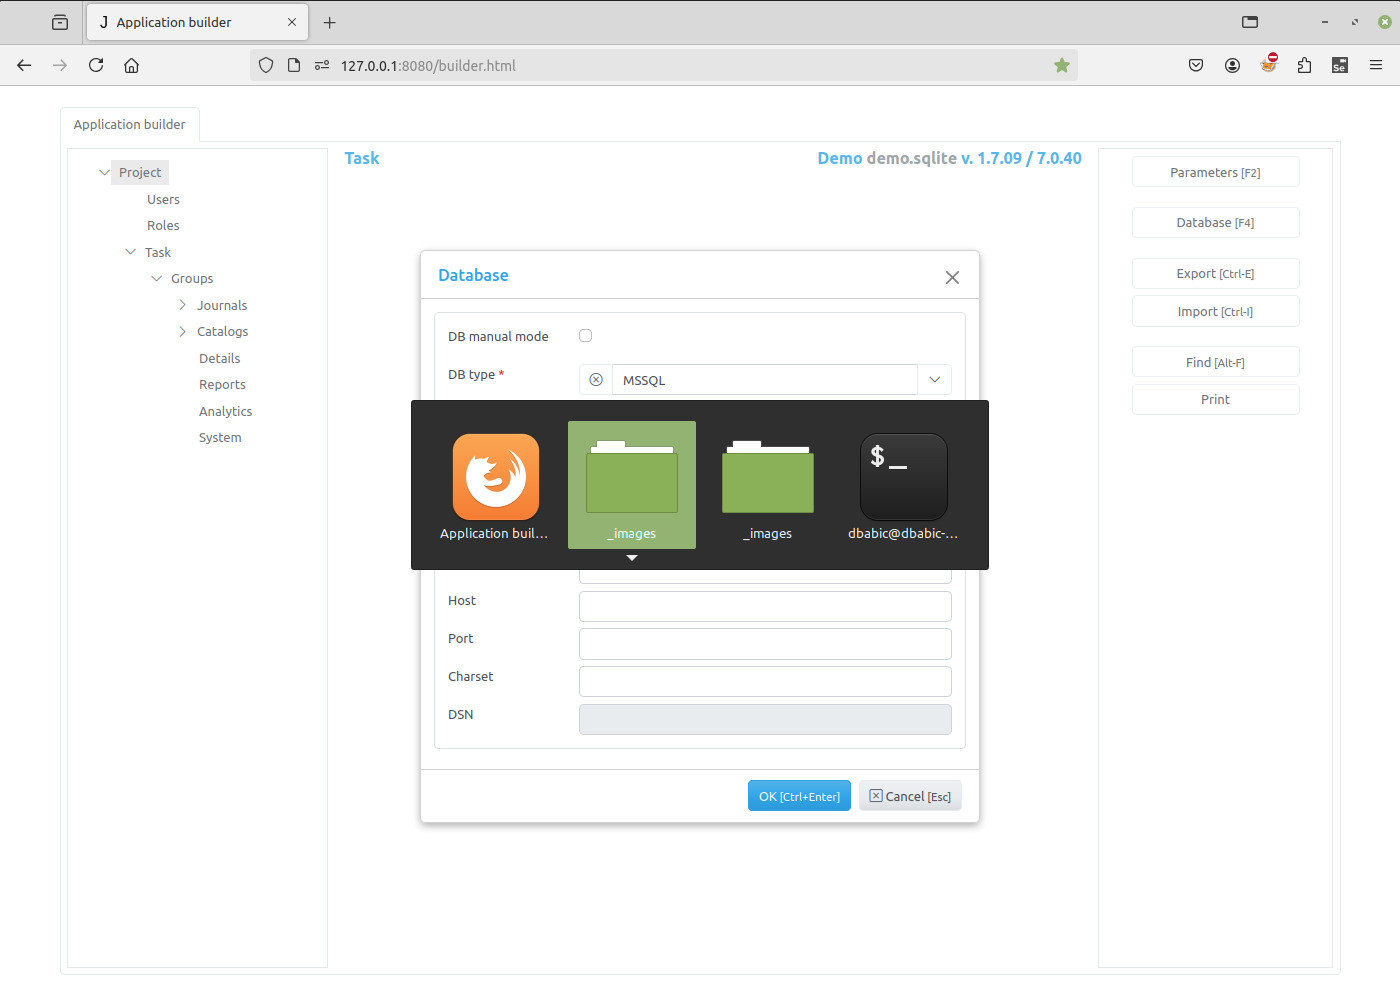 J Application builder
127.0.0.1:8080/builder.html
Se
Application builder
Project
Users
Roles
Task
Groups
Journals
Catalogs
Details
Reports
Analytics
System
Task
Demo demo.sqlite v. 1.7.09 / 7.0.40
Parameters [F2]
Database [F4]
Export [Ctrl-E]
Import [Ctrl-I]
Find [Alt-F]
Print
Database
DB manual mode
DB type *
MSSQL
$_
Application buil...
_images
_images
dbabic@dbabic-...
Host
Port
Charset
DSN
OK [Ctrl+Enter]
Cancel [Esc]